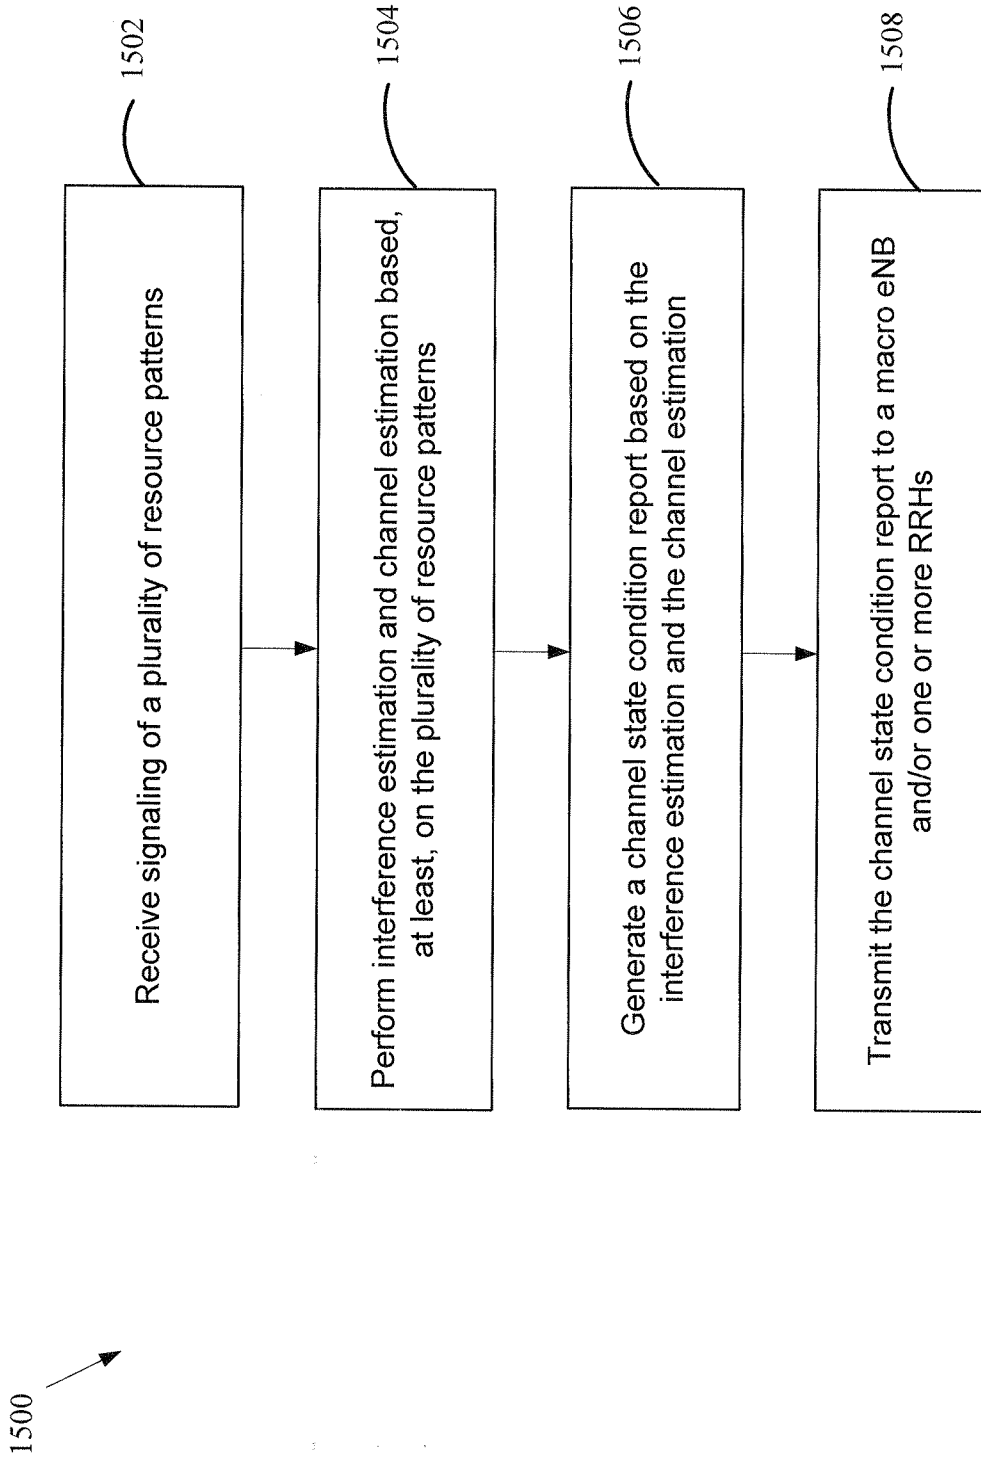 1500
1502
Receive signaling of a plurality of resource patterns
1504
Perform interference estimation and channel estimation based,
at least, on the plurality of resource patterns
1506
Generate a channel state condition report based on the
interference estimation and the channel estimation
1508
Transmit the channel state condition report to a macro eNB
and/or one or more RRHs